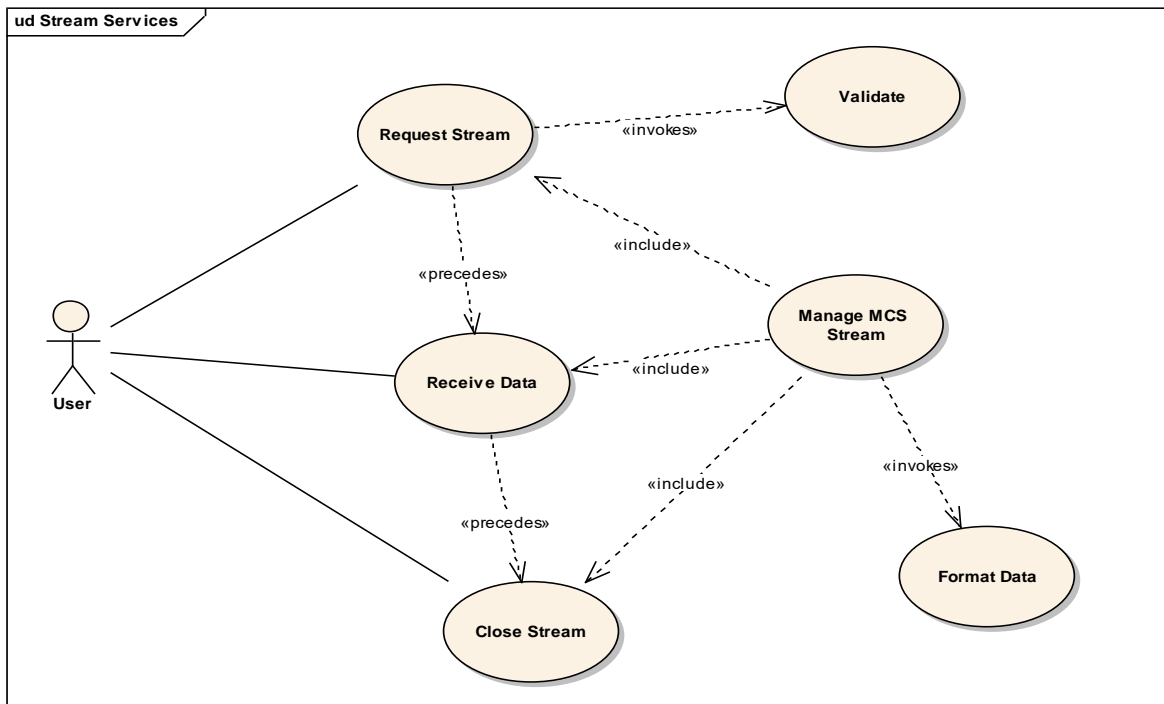 ud Stream Services
Validate
Request Stream
«invokes»
«include»
«precedes»
Manage MCS
Stream
«include»
Receive Data
User
«invokes»
«include»
«precedes»
Format Data
Close Stream